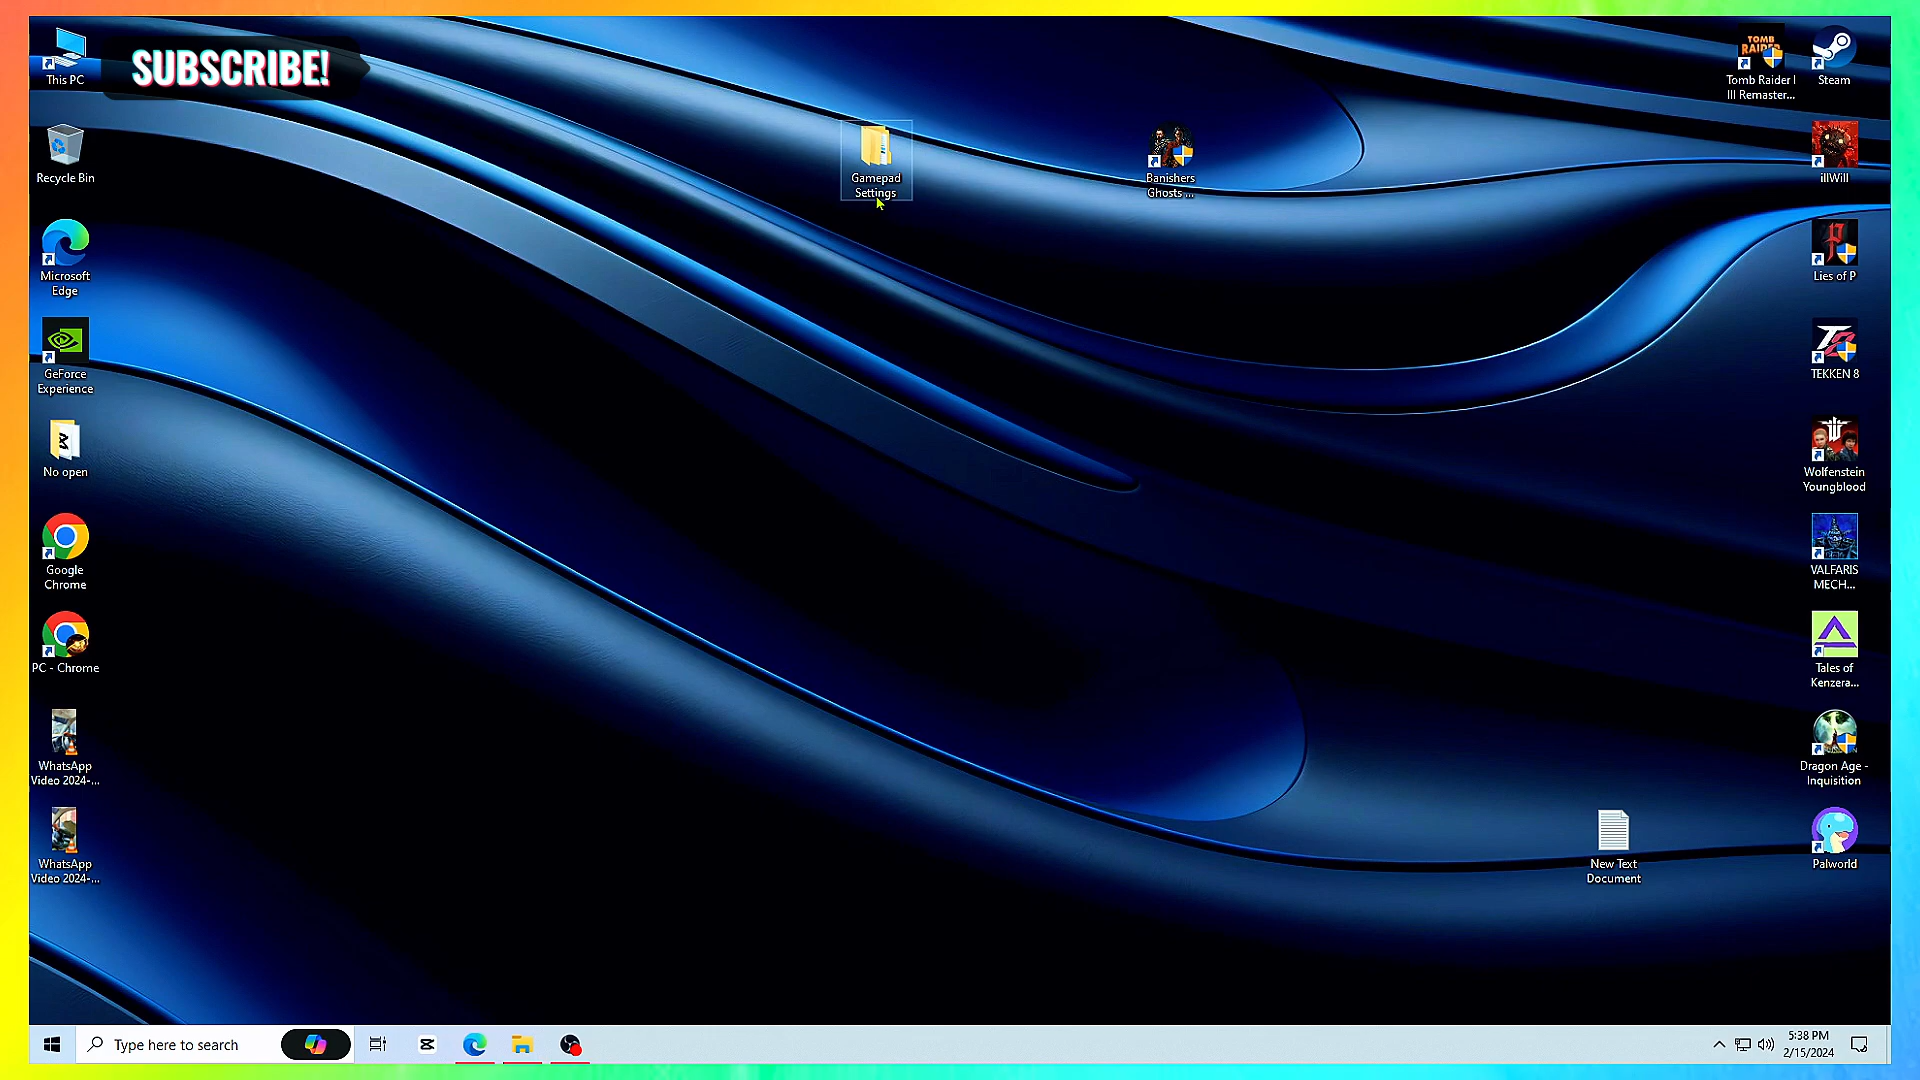 This PC
SUBSCRIBE!
Recycle Bin
Microsoft
Edge
GeForce
Experience
No open
Google
Chrome
PC - Chrome
WhatsApp
Video 2024-...
WhatsApp
Video 2024-...
Gamepad
Settings
Banishers
Ghosts ...
TOMB
RAIDER
Tomb Raider I
III Remaster...
Steam
illWill
Lies of P
TEKKEN 8
Wolfenstein
Youngblood
VALFARIS
MECH...
Tales of
Kenzera...
Dragon Age -
Inquisition
New Text
Document
Palworld
Type here to search
5:38 PM
2/15/2024